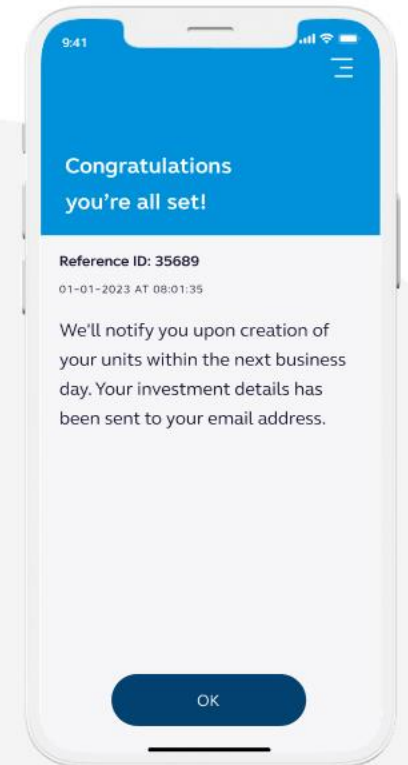 9:41
Congratulations
you're all set!
Reference ID: 35689
01-01-2023 AT 08:01:35
We'll notify you upon creation of
your units within the next business
day. Your investment details has
been sent to your email address.
OK